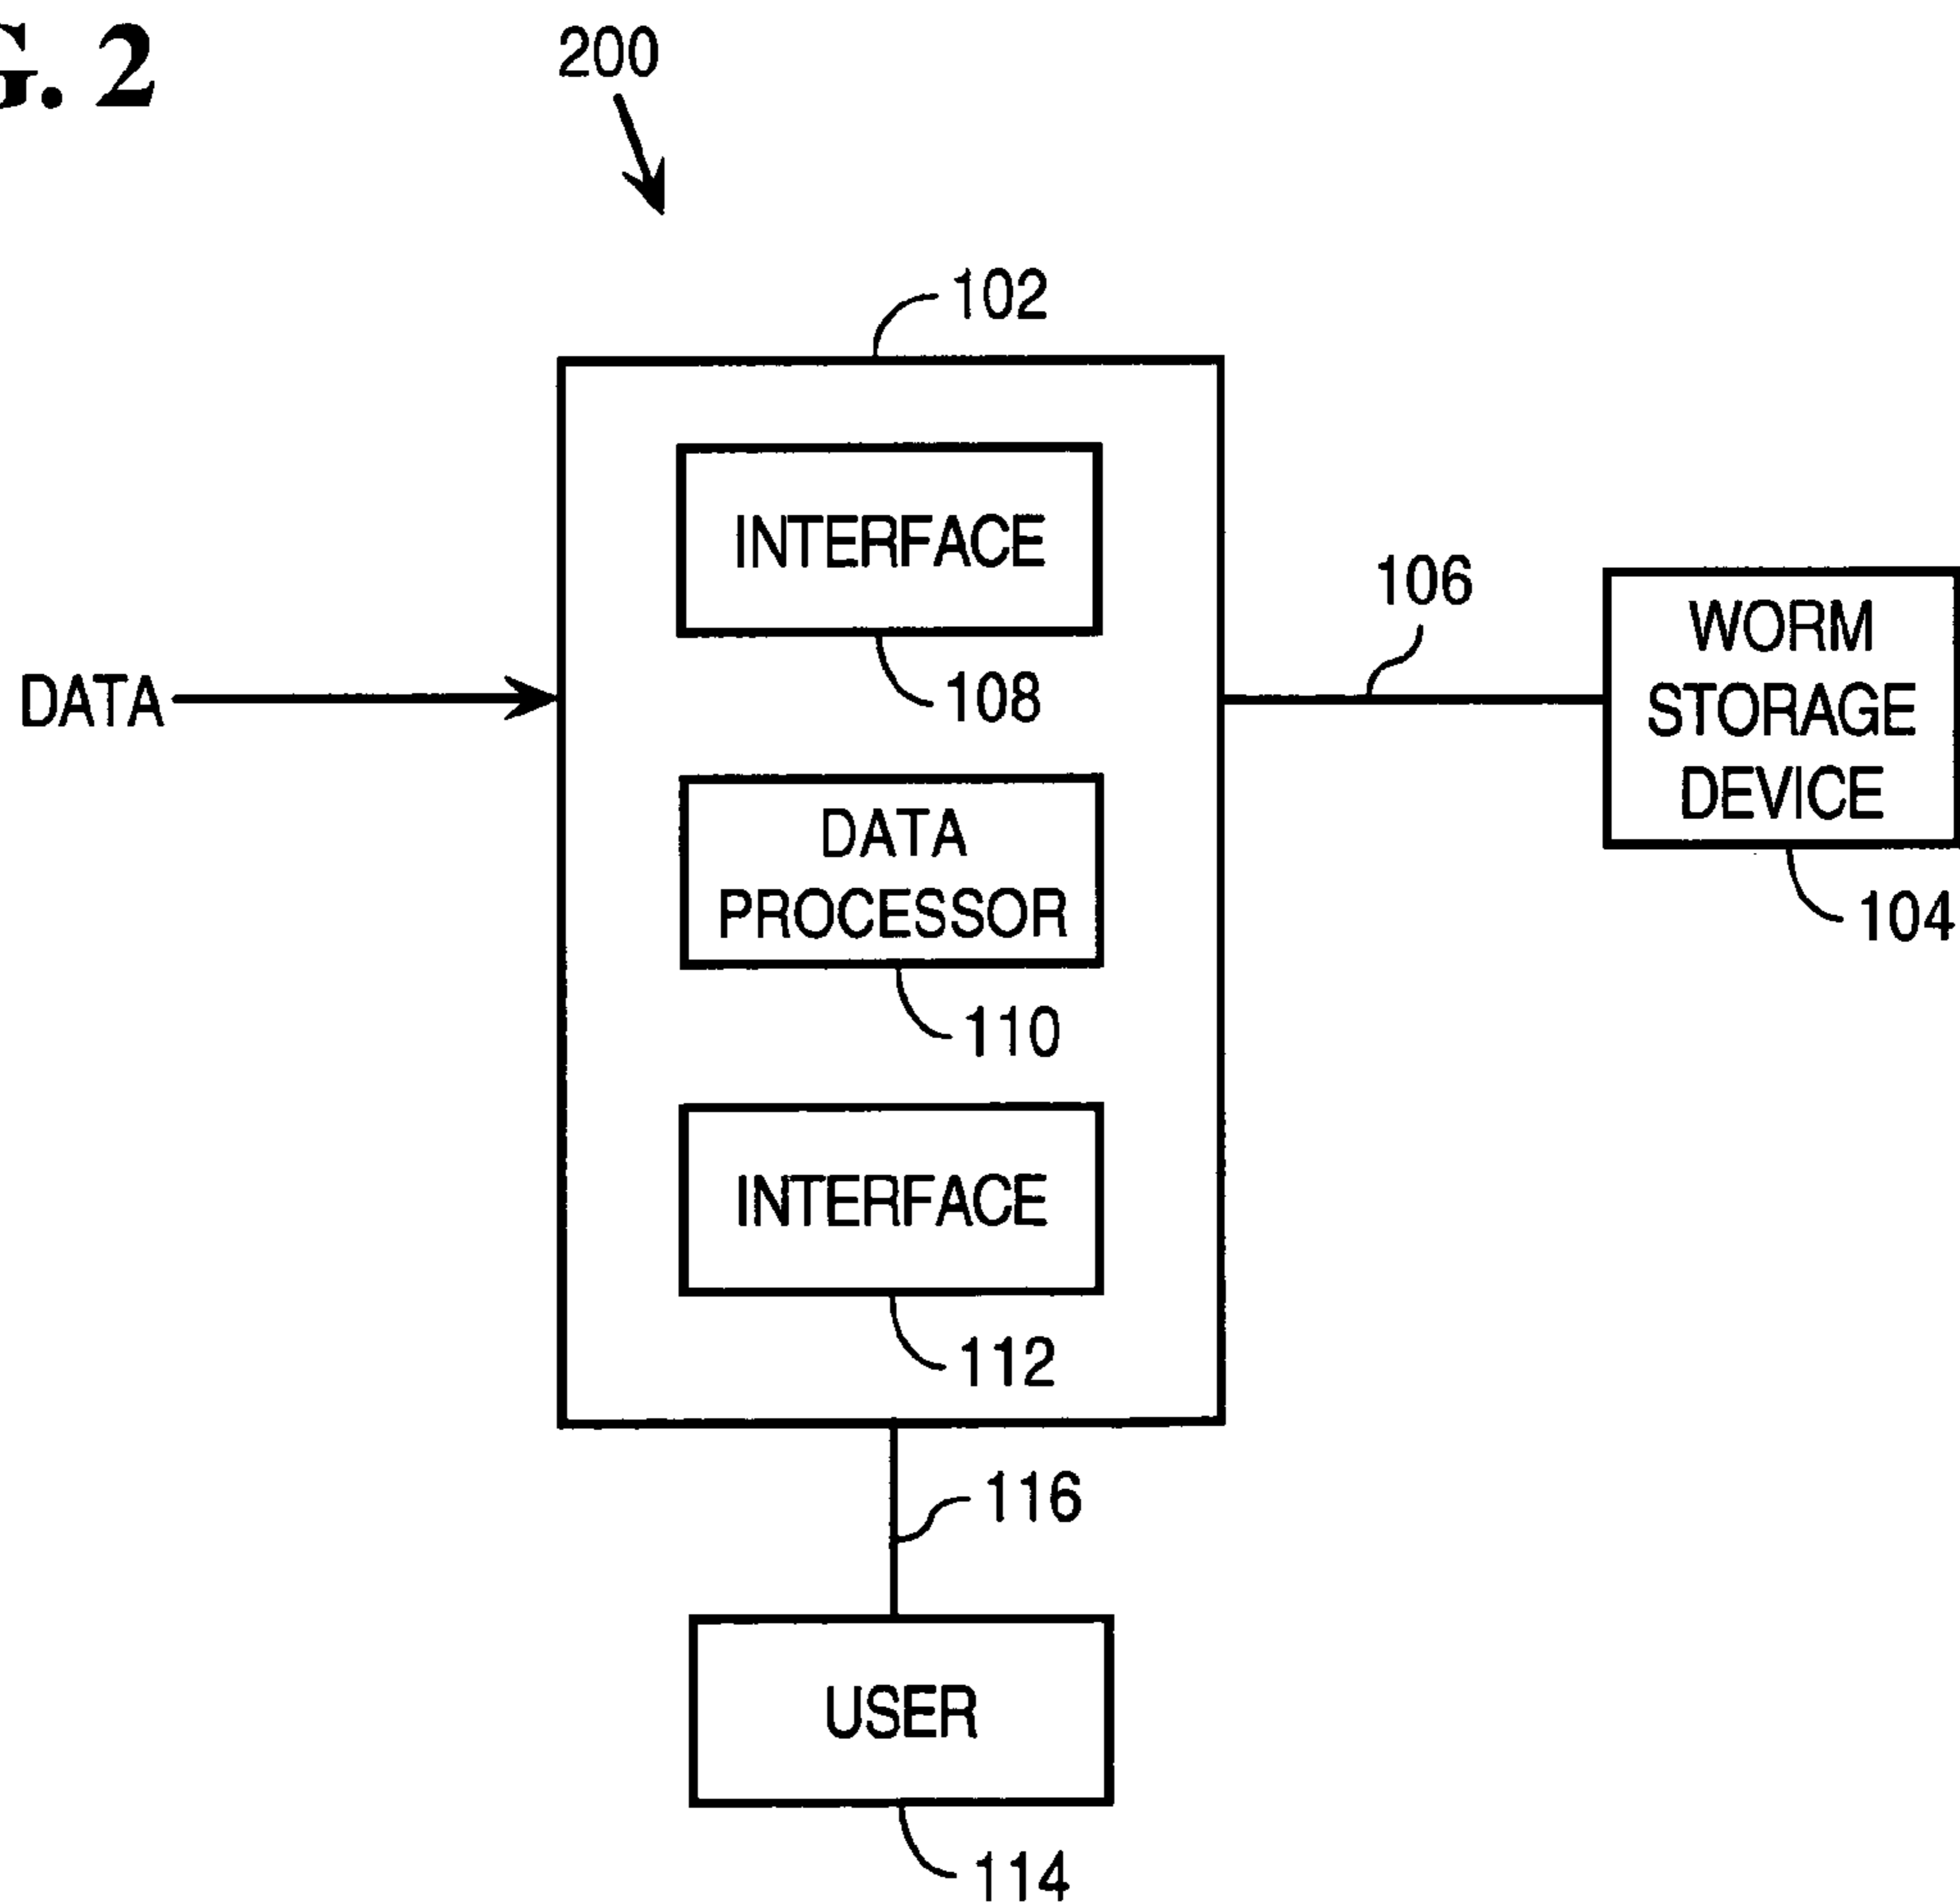 G. 2
200
102
INTERFACE
108
106
WORM
STORAGE
DEVICE
104
DATA
DATA
PROCESSOR
110
INTERFACE
112
116
USER
114